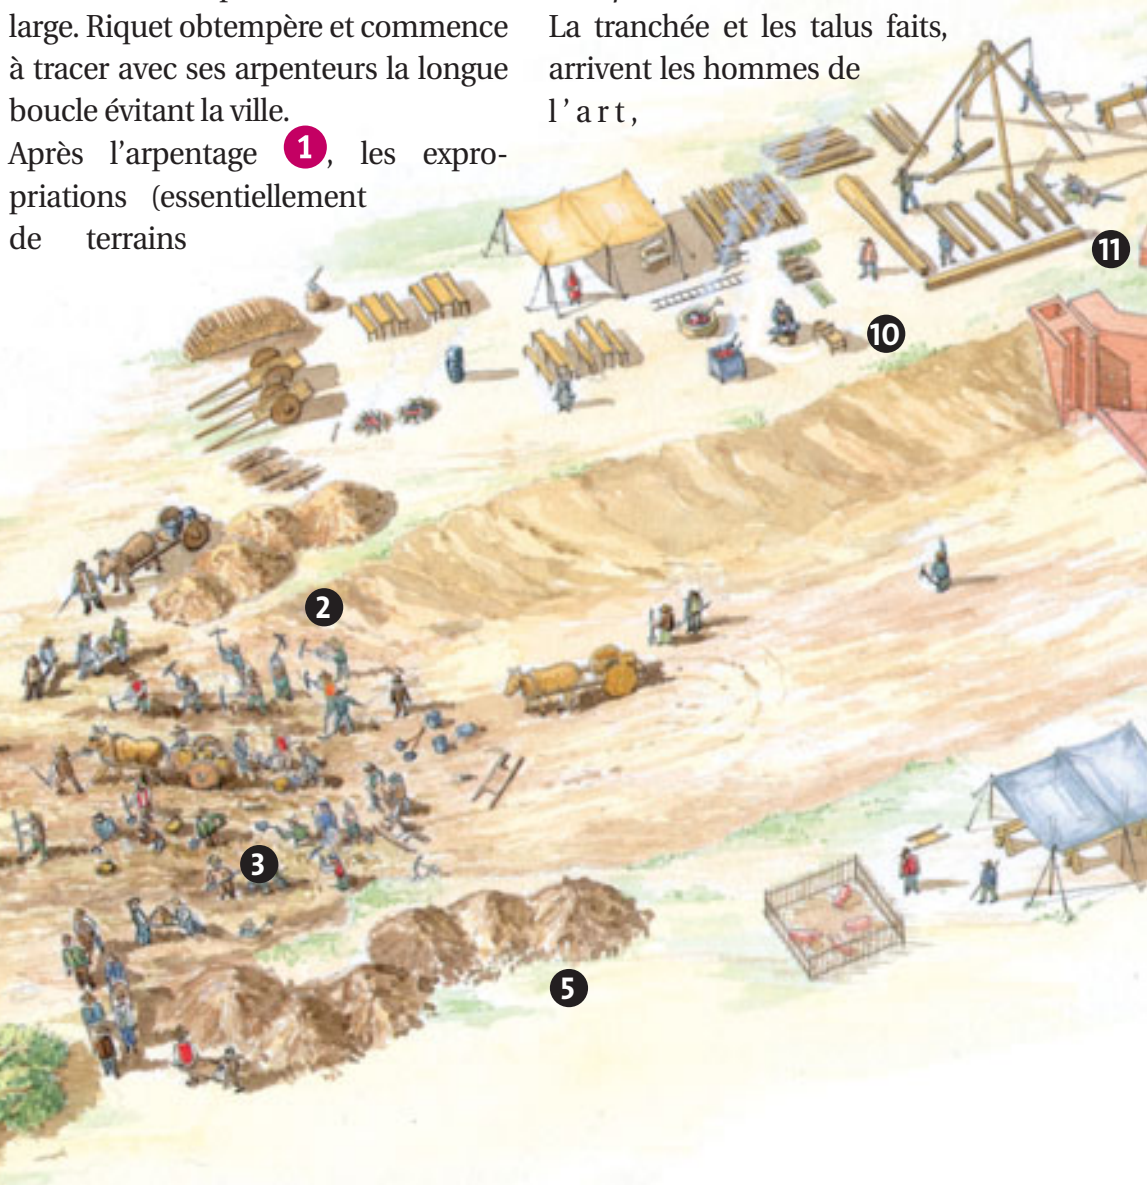 large. Riquet obtempère et commence
à tracer avec ses arpenteurs la longue
boucle évitant la ville.
Après l’arpentage 1, les expro-
priations (essentiellement
de terrains
La tranchée et les talus faits,
arrivent les hommes de
l’art,
11
10
2
3
5